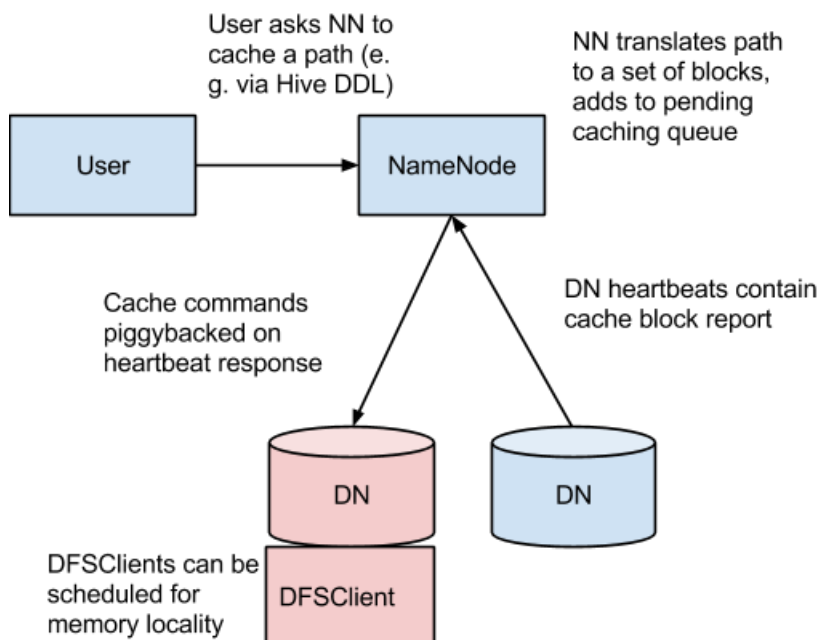 User asks NN to
cache a path (e.
g. via Hive DDL)
NN translates path
to a set of blocks,
adds to pending
caching queue
User
NameNode
Cache commands
piggybacked on
heartbeat response
DN heartbeats contain
cache block report
DN
DN
DFSClients can be
scheduled for
memory locality
DFSClient